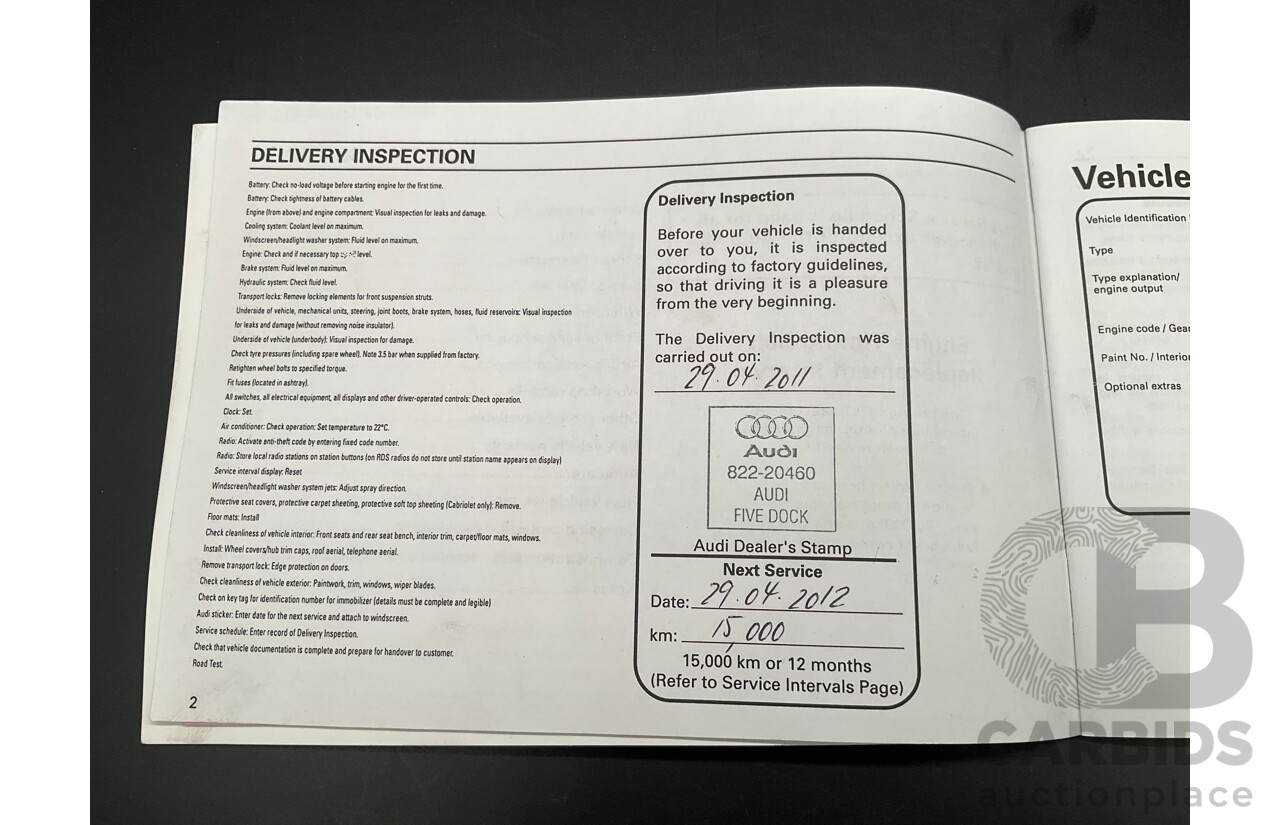 DELIVERY INSPECTION
Battery: Check no-load voltage before starting engine for the first time.
Battery: Check tightness of battery cables.
Engine (from above) and engine compartment: Visual inspection for leaks and damage.
Cooling system: Coolant level on maximum.
Windscreen/headlight washer system: Fluid level on maximum.
Engine: Check and if necessary top level.
Brake system: Fluid level on maximum.
Hydraulic system: Check fluid level.
Transport locks: Remove locking elements for front suspension struts.
Underside of vehicle, mechanical units, steering, joint boots, brake system, hoses, fluid reservoirs: Visual inspection
for leaks and damage (without removing noise insulator).
Underside of vehicle (underbody): Visual inspection for damage.
Check tyre pressures (including spare wheel). Note 3.5 bar when supplied from factory.
Retighten wheel bolts to specified torque.
Fit fuses (located in ashtray).
All switches, all electrical equipment, all displays and other driver-operated controls: Check operation.
Clock: Set.
Air conditioner: Check operation: Set temperature to 22°C.
Radio: Activate anti-theft code by entering fixed code number.
Radio: Store local radio stations on station buttons (on RDS radios do not store until station name appears on display)
Service interval display: Reset
Windscreen/headlight washer system jets: Adjust spray direction.
Protective seat covers, protective carpet sheeting, protective soft top sheeting (Cabriolet only): Remove.
Floor mats: Install
Check cleanliness of vehicle interior: Front seats and rear seat bench, interior trim, carpet/floor mats, windows.
Install: Wheel covers/hub trim caps, roof aerial, telephone aerial.
Remove transport lock: Edge protection on doors.
Check cleanliness of vehicle exterior: Paintwork, trim, windows, wiper blades.
Check on key tag for identification number for immobilizer (details must be complete and legible)
Audi sticker: Enter date for the next service and attach to windscreen.
Service schedule: Enter record of Delivery Inspection.
Check that vehicle documentation is complete and prepare for handover to customer.
Road Test.
2
Delivery Inspection
Before your vehicle is handed
over to you, it is inspected
according to factory guidelines,
so that driving it is a pleasure
from the very beginning.
The Delivery Inspection was
carried out on:
29.04.2011
Audi
822-20460
AUDI
FIVE DOCK
Audi Dealer's Stamp
Next Service
Date: 29.04.2012
km: 15 000
15,000 km or 12 months
(Refer to Service Intervals Page)
Vehicle
Vehicle Identification
Type
Type explanation/
engine output
Engine code / Gear
Paint No. / Interior
Optional extras
CB
CARBIDS
auctionplace